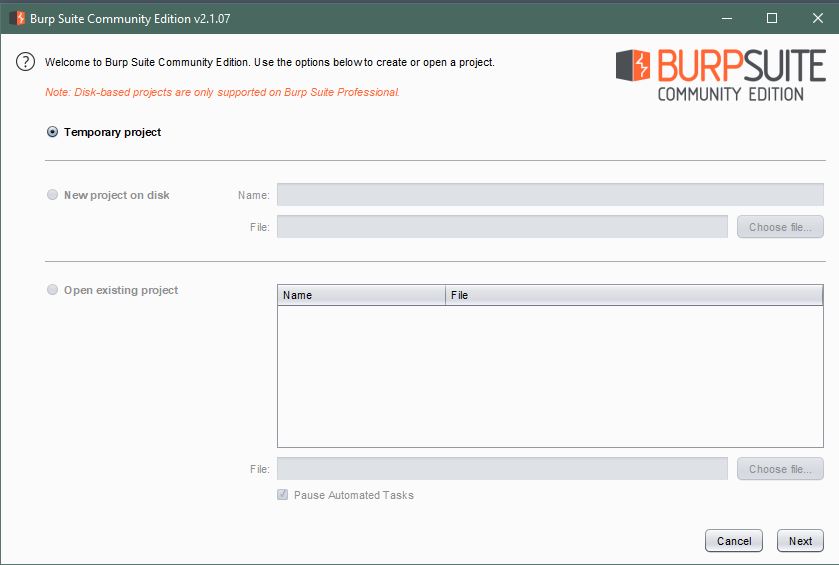 Burp Suite Community Edition v2.1.07
Welcome to Burp Suite Community Edition. Use the options below to create or open a project.
BURPSUITE
COMMUNITY EDITION
Note: Disk-based projects are only supported on Burp Suite Professional.
Temporary project
New project on disk
Name:
File:
Choose file...
Open existing project
Name
File
File:
Choose file...
Pause Automated Tasks
Cancel
Next